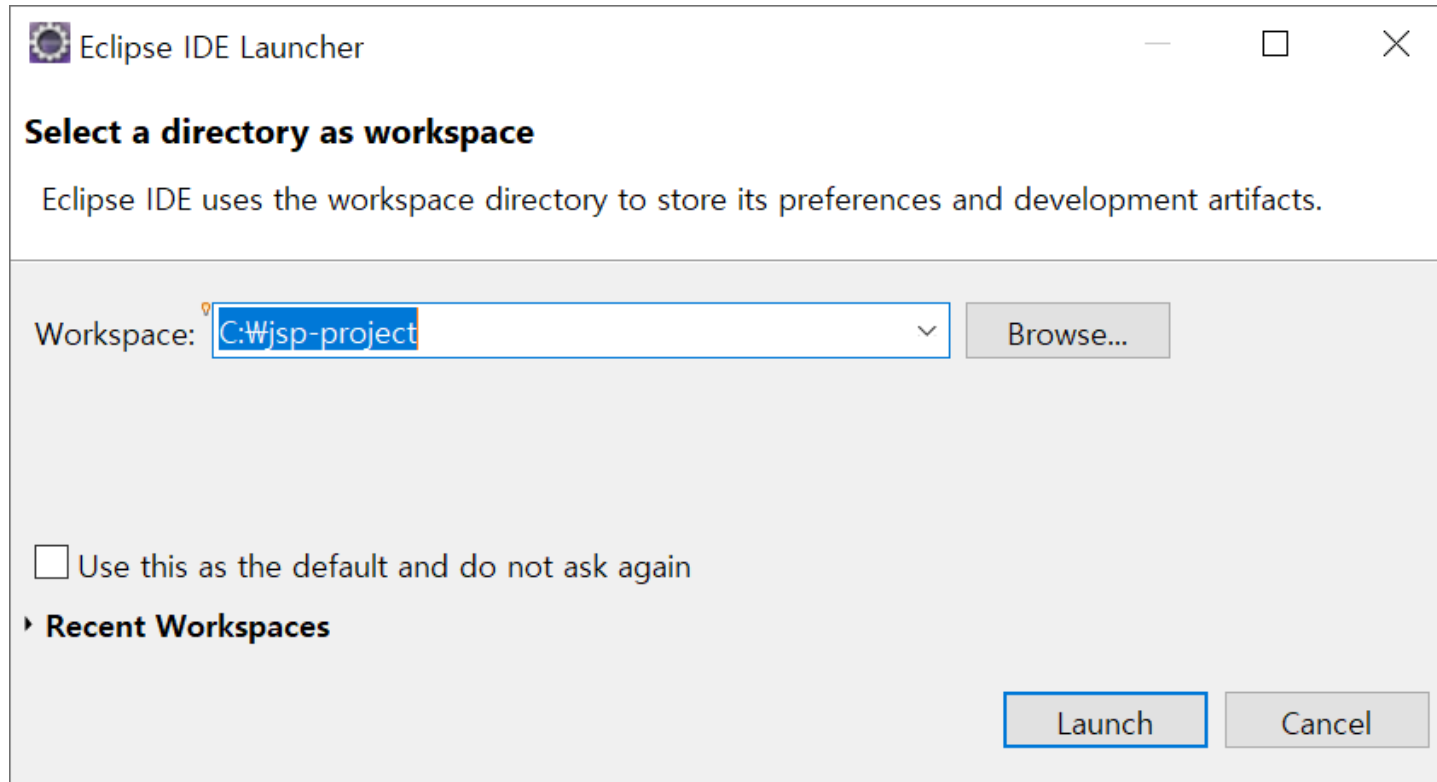 Eclipse IDE Launcher
Select a directory as workspace
Eclipse IDE uses the workspace directory to store its preferences and development artifacts.
Workspace: C:₩jsp-project Browse...
Use this as the default and do not ask again
Recent Workspaces
Launch Cancel